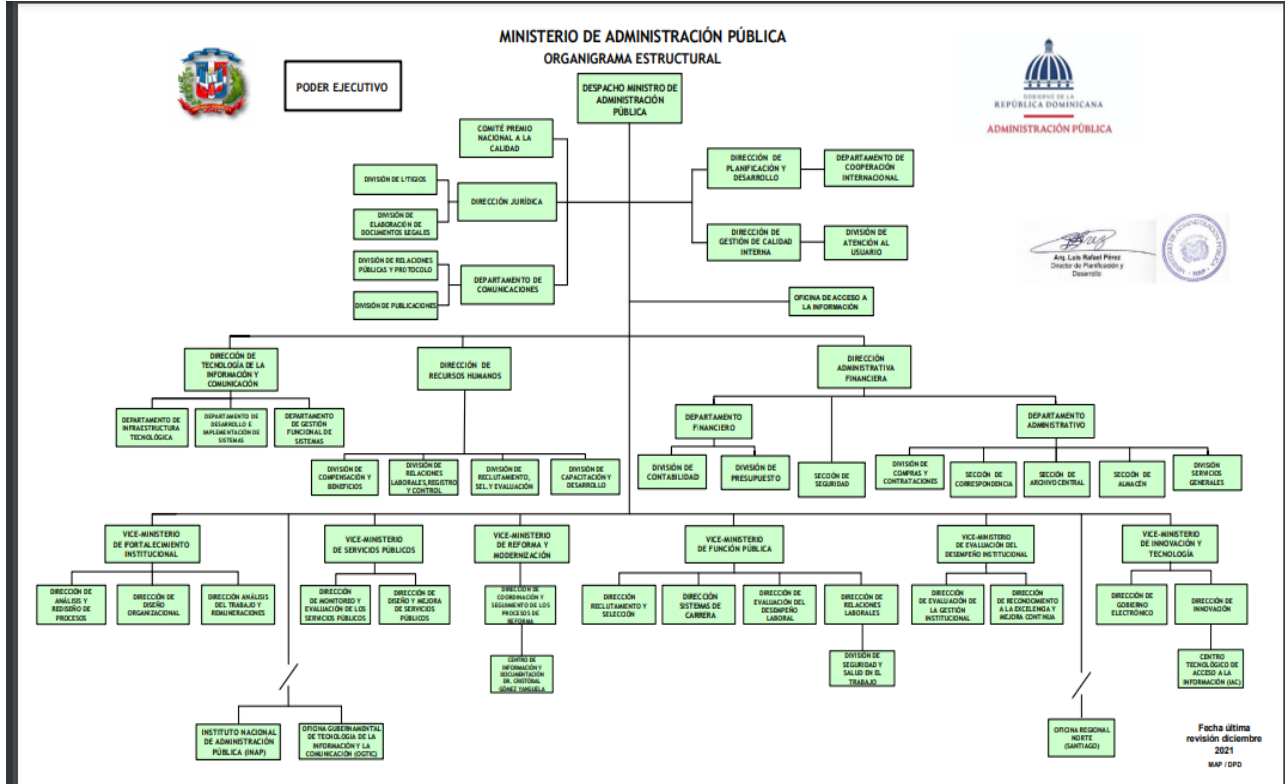 MINISTERIO DE ADMINISTRACIÓN PÚBLICA
ORGANIGRAMA ESTRUCTURAL
PODER EJECUTIVO
DESPACHO MINISTRO DE
ADMINISTRACIÓN
PÚBLICA
GOBIERNO DE LA
REPÚBLICA DOMINICANA
ADMINISTRACIÓN PÚBLICA
COMITÉ PREMIO
NACIONAL A LA
CALIDAD
DIVISIÓN DE LITIGIOS
DIRECCIÓN JURÍDICA
DIVISIÓN DE
ELABORACIÓN DE
DOCUMENTOS LEGALES
DIVISIÓN DE RELACIONES
PÚBLICAS Y PROTOCOLO
DEPARTAMENTO DE
COMUNICACIONES
DIVISIÓN DE PUBLICACIONES
DIRECCIÓN DE
PLANIFICACIÓN Y
DESARROLLO
DEPARTAMENTO DE
COOPERACIÓN
INTERNACIONAL
DIRECCIÓN DE
GESTIÓN DE CALIDAD
INTERNA
DIVISIÓN DE
ATENCIÓN AL
USUARIO
Arq. Luis Rafael Pérez
Director de Planificación y
Desarrollo
OFICINA DE ACCESO A
LA INFORMACIÓN
DIRECCIÓN DE
TECNOLOGÍA DE LA
INFORMACIÓN Y
COMUNICACIÓN
DIRECCIÓN DE
RECURSOS HUMANOS
DIRECCIÓN
ADMINISTRATIVA
FINANCIERA
DEPARTAMENTO DE
INFRAESTRUCTURA
TECNOLÓGICA
DEPARTAMENTO DE
DESARROLLO E
IMPLEMENTACIÓN DE
SISTEMAS
DEPARTAMENTO
DE GESTIÓN
FUNCIONAL DE
SISTEMAS
DEPARTAMENTO
FINANCIERO
DEPARTAMENTO
ADMINISTRATIVO
DIVISIÓN DE
COMPENSACIÓN Y
BENEFICIOS
DIVISIÓN DE
RELACIONES
LABORALES,REGISTRO
Y CONTROL
DIVISIÓN DE
RECLUTAMIENTO,
SEL.Y EVALUACIÓN
DIVISIÓN DE
CAPACITACIÓN Y
DESARROLLO
DIVISIÓN DE
CONTABILIDAD
DIVISIÓN DE
PRESUPUESTO
SECCIÓN DE
SEGURIDAD
DIVISIÓN DE
COMPRAS Y
CONTRATACIONES
SECCIÓN DE
CORRESPONDENCIA
SECCIÓN DE
ARCHIVO CENTRAL
SECCIÓN DE
ALMACÉN
DIVISIÓN
SERVICIOS
GENERALES
VICE-MINISTERIO
DE FORTALECIMIENTO
INSTITUCIONAL
VICE-MINISTERIO
DE SERVICIOS PÚBLICOS
VICE-MINISTERIO
DE REFORMA Y
MODERNIZACIÓN
VICE-MINISTERIO
DE FUNCIÓN PÚBLICA
VICE-MINISTERIO
DE EVALUACIÓN DEL
DESEMPEÑO INSTITUCIONAL
VICE-MINISTERIO
DE INNOVACIÓN Y
TECNOLOGÍA
DIRECCIÓN DE
ANÁLISIS Y
REDISEÑO DE
PROCESOS
DIRECCIÓN DE
DISEÑO
ORGANIZACIONAL
DIRECCIÓN ANÁLISIS
DEL TRABAJO Y
REMUNERACIONES
DIRECCIÓN
DE MONITOREO Y
EVALUACIÓN DE LOS
SERVICIOS PÚBLICOS
DIRECCIÓN DE
DISEÑO Y MEJORA
DE SERVICIOS
PÚBLICOS
DIRECCIÓN DE
COORDINACIÓN Y
SEGUIMIENTO DE LOS
PROCESOS DE
REFORMA
DIRECCIÓN
RECLUTAMIENTO Y
SELECCIÓN
DIRECCIÓN
SISTEMAS DE
CARRERA
DIRECCIÓN DE
EVALUACIÓN DEL
DESEMPEÑO
LABORAL
DIRECCIÓN DE
RELACIONES
LABORALES
DIRECCIÓN
DE EVALUACIÓN DE
LA GESTIÓN
INSTITUCIONAL
DIRECCIÓN
DE RECONOCIMIENTO
A LA EXCELENCIA Y
MEJORA CONTINUA
DIRECCIÓN DE
GOBIERNO
ELECTRÓNICO
DIRECCIÓN DE
INNOVACIÓN
CENTRO DE
INFORMACIÓN Y
DOCUMENTACIÓN
DR. CRISTÓBAL
GÓMEZ YANGUELA
DIVISIÓN DE
SEGURIDAD Y
SALUD EN EL
TRABAJO
CENTRO
TECNOLÓGICO DE
ACCESO A LA
INFORMACIÓN (IAC)
INSTITUTO NACIONAL
DE ADMINISTRACIÓN
PÚBLICA (INAP)
OFICINA GUBERNAMENTAL
DE TECNOLOGIA DE LA
INFORMACIÓN Y LA
COMUNICACIÓN (OGTIC)
OFICINA REGIONAL
NORTE
(SANTIAGO)
Fecha última
revisión diciembre
2021
MAP / DPD